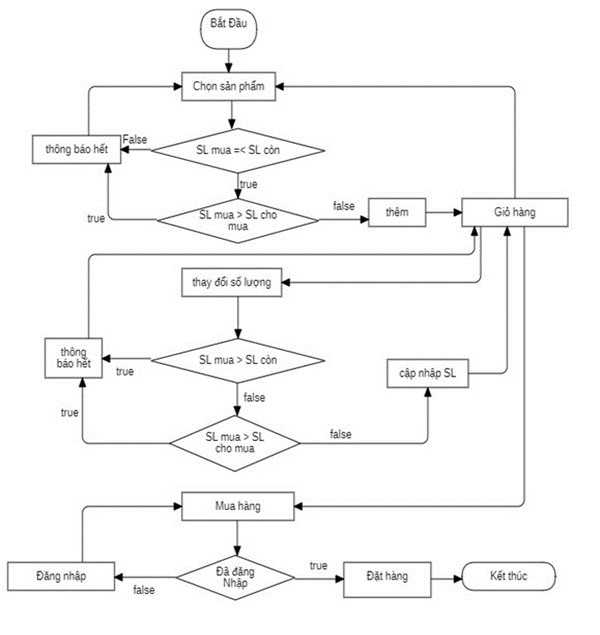 Bắt Đầu
Chọn sản phẩm
thông báo hết
False
SL mua =< SL còn
true
true
SL mua > SL cho
mua
false
thêm
Giỏ hàng
thay đổi số lượng
thông
báo hết
true
SL mua > SL còn
cập nhập SL
false
true
SL mua > SL
cho mua
false
Mua hàng
Đăng nhập
false
Đã đăng
Nhập
true
Đặt hàng
Kết thúc